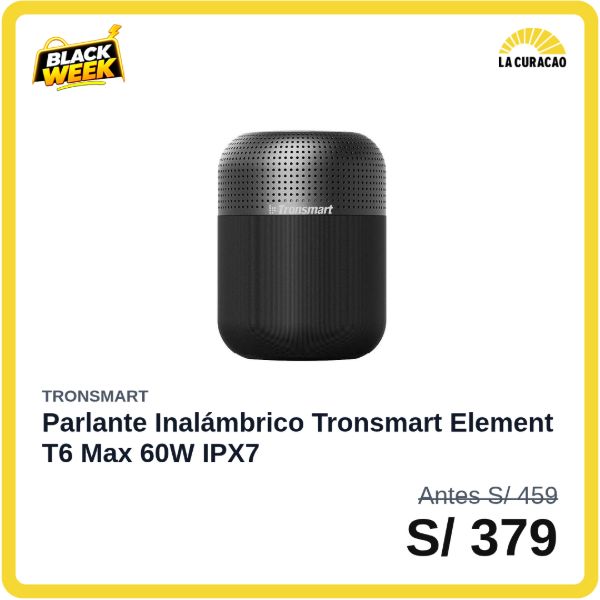 BLACK
WEEK
LA CURACAO
Tronsmart
TRONSMART
Parlante Inalámbrico Tronsmart Element
T6 Max 60W IPX7
Antes S/ 459
S/ 379